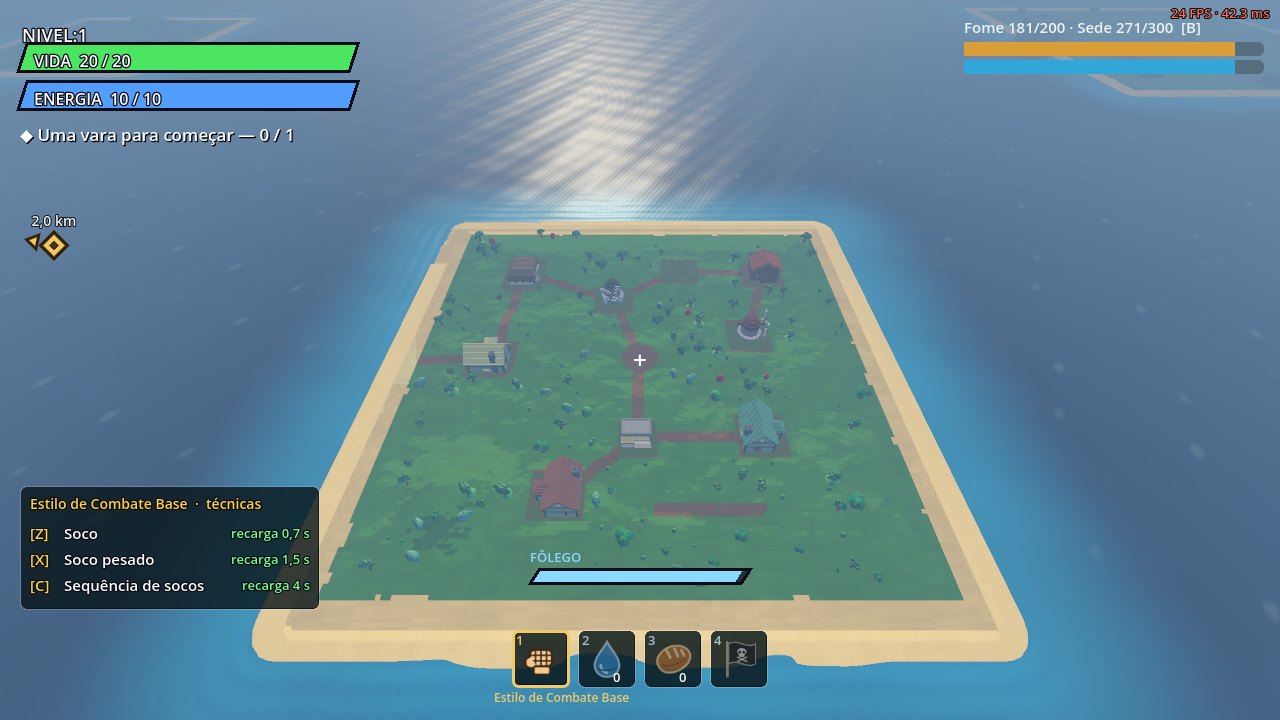 24 FPS · 42.3 ms
NIVEL:1
Fome 181/200 · Sede 271/300 [B]
VIDA 20 / 20
ENERGIA 10 / 10
◆ Uma vara para começar — 0 / 1
2,0 km
Estilo de Combate Base · técnicas
[Z] Soco recarga 0,7 s
[X] Soco pesado recarga 1,5 s
[C] Sequência de socos recarga 4 s
FÔLEGO
1
2 0
3 0
4
Estilo de Combate Base